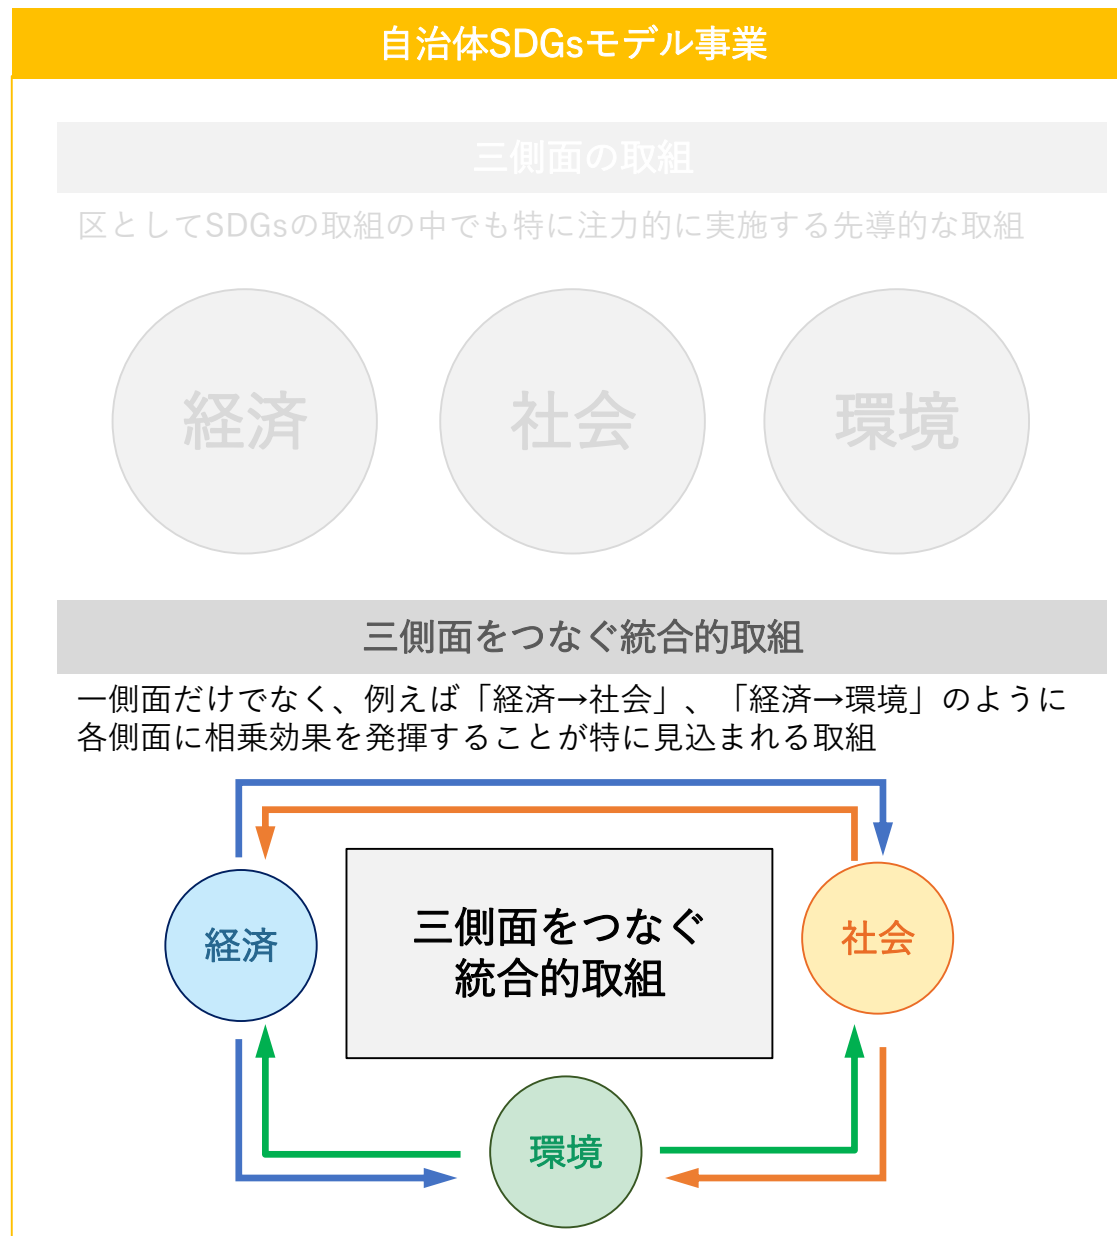 自治体SDGsモデル事業
三側面の取組
区としてSDGsの取組の中でも特に注力的に実施する先導的な取組
経済
社会
環境
三側面をつなぐ統合的取組
一側面だけでなく、例えば「経済→社会」、「経済→環境」のように
各側面に相乗効果を発揮することが特に見込まれる取組
三側面をつなぐ
統合的取組
経済
社会
環境